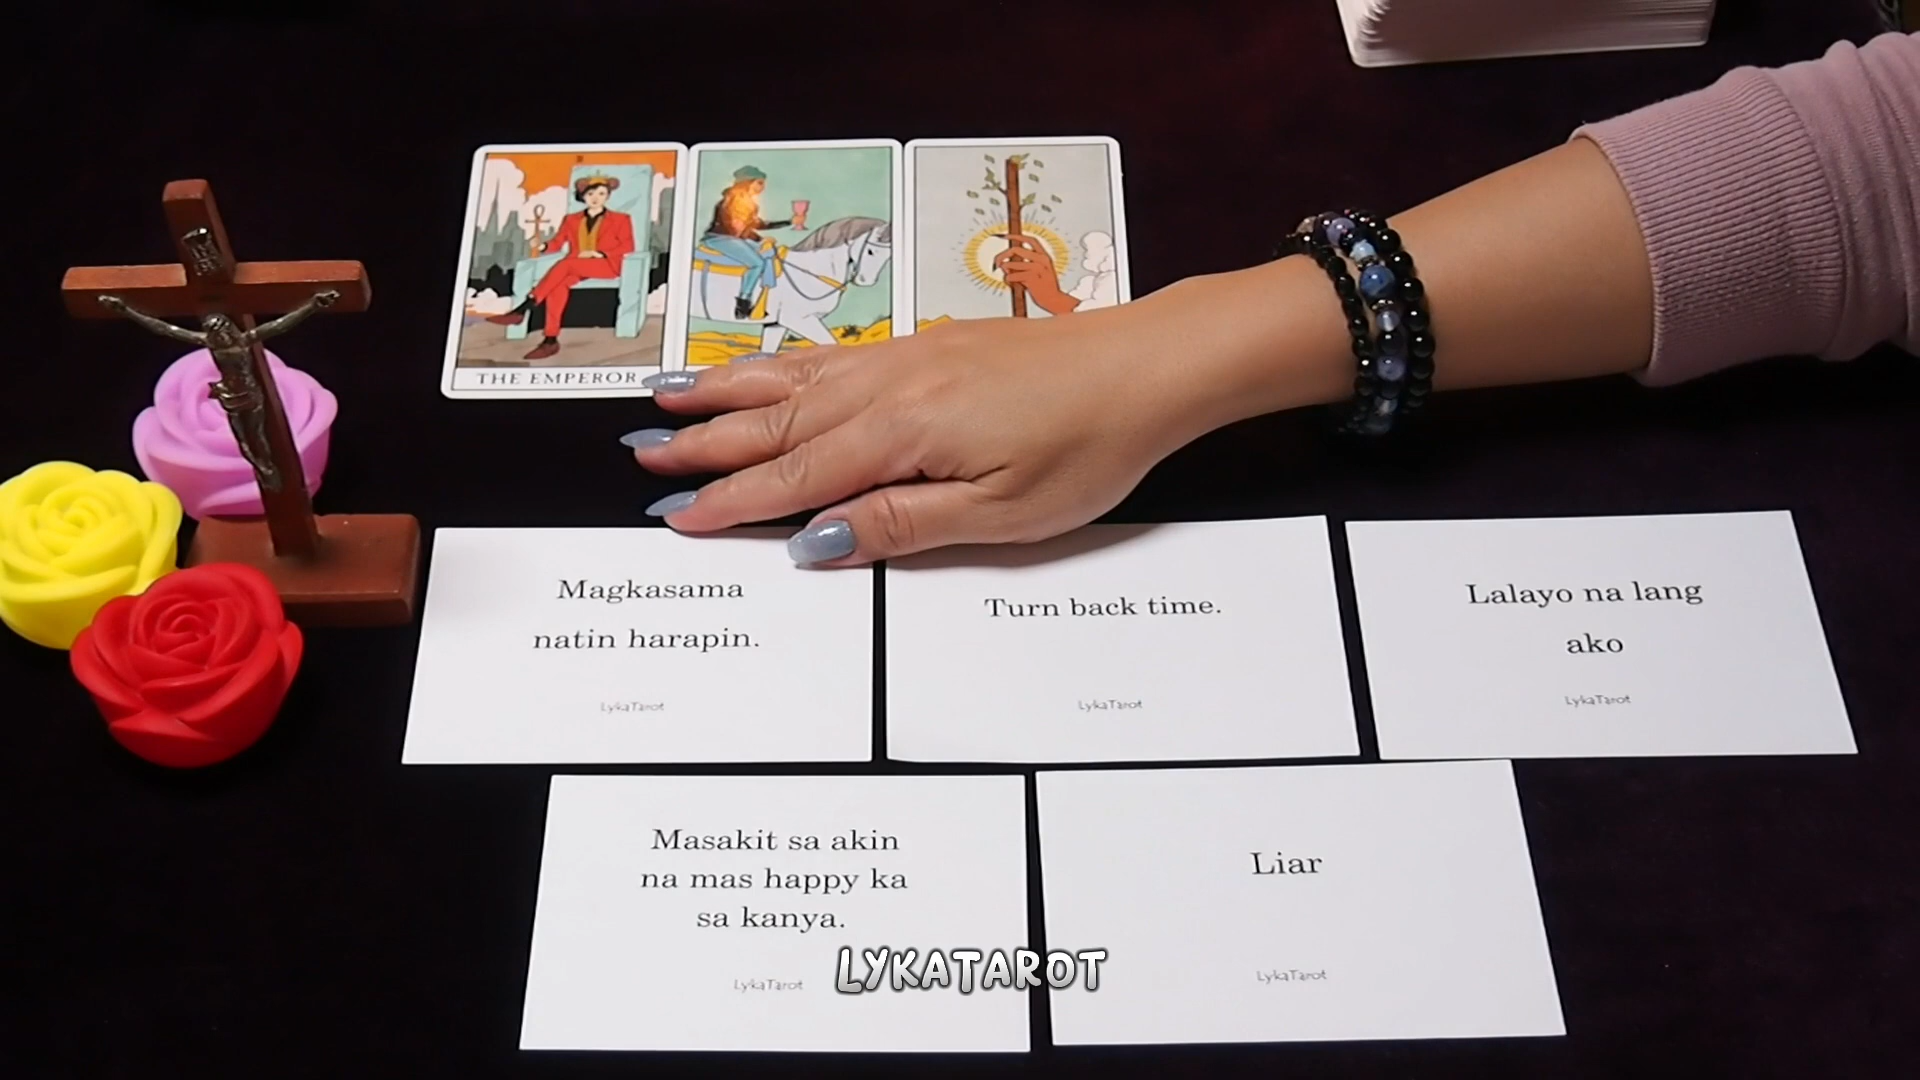 THE EMPEROR
Magkasama
natin harapin.
LykaTarot
Turn back time.
LykaTarot
Lalayo na lang
ako
LykaTarot
Masakit sa akin
na mas happy ka
sa kanya.
LykaTarot
Liar
LykaTarot
LYKATAROT